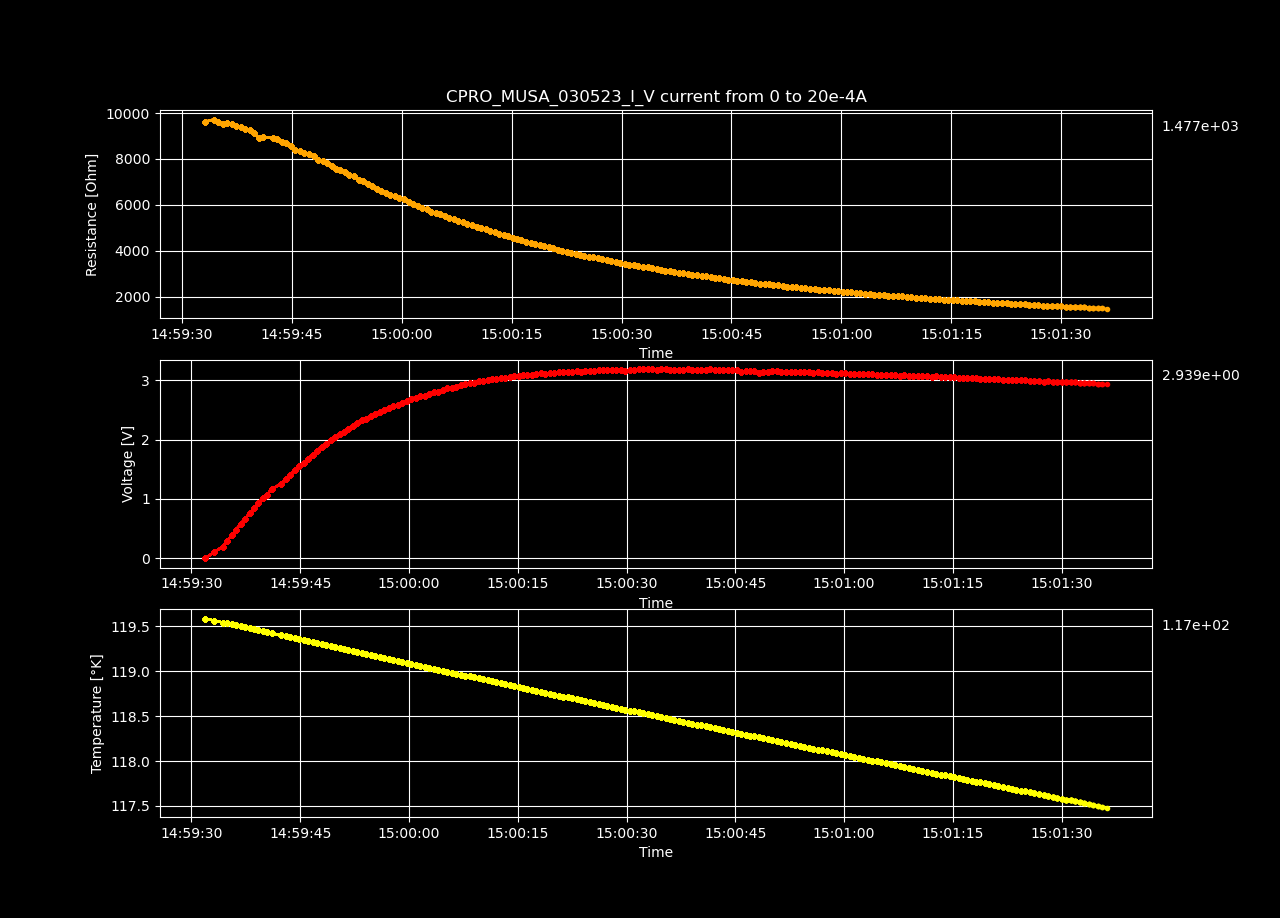 CPRO_MUSA_030523_I_V current from 0 to 20e-4A
10000
8000
6000
4000
2000
Resistance [Ohm]
1.477e+03
14:59:30 14:59:45 15:00:00 15:00:15 15:00:30 15:00:45 15:01:00 15:01:15 15:01:30
Time
3
2
1
0
Voltage [V]
2.939e+00
14:59:30 14:59:45 15:00:00 15:00:15 15:00:30 15:00:45 15:01:00 15:01:15 15:01:30
Time
119.5
119.0
118.5
118.0
117.5
Temperature [°K]
1.17e+02
14:59:30 14:59:45 15:00:00 15:00:15 15:00:30 15:00:45 15:01:00 15:01:15 15:01:30
Time